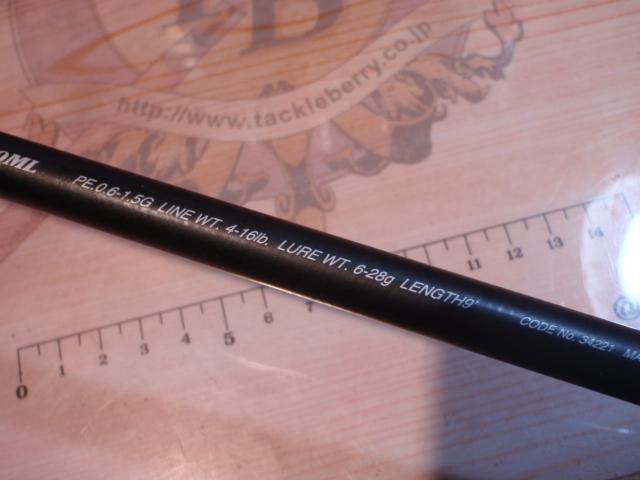 B
http://www.tackleberry.co.jp
0ML PE.0.6-1.5G LINE WT. 4-16lb. LURE WT. 6-28g LENGTH9' CODE No. 34221 MA
0 1 2 3 4 5 6 7 11 12 13 14